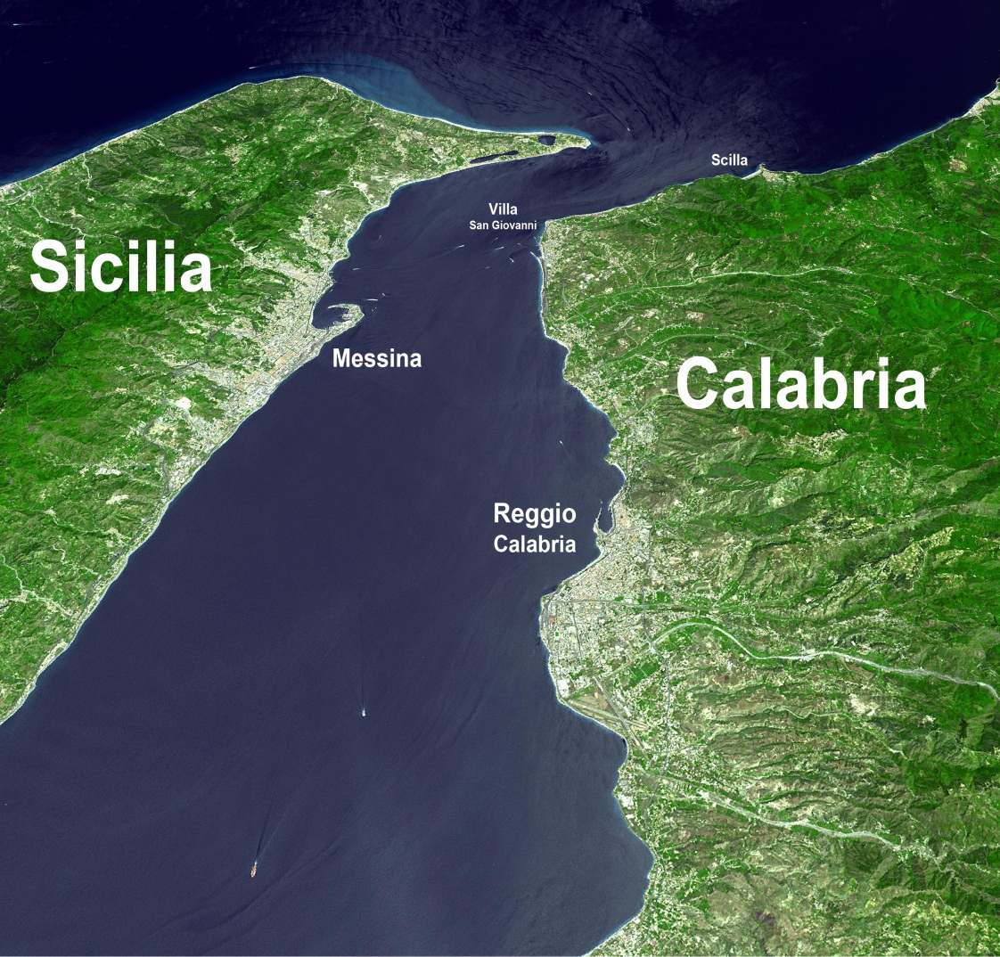 Scilla
Villa
San Giovanni
Sicilia
Messina
Calabria
Reggio
Calabria